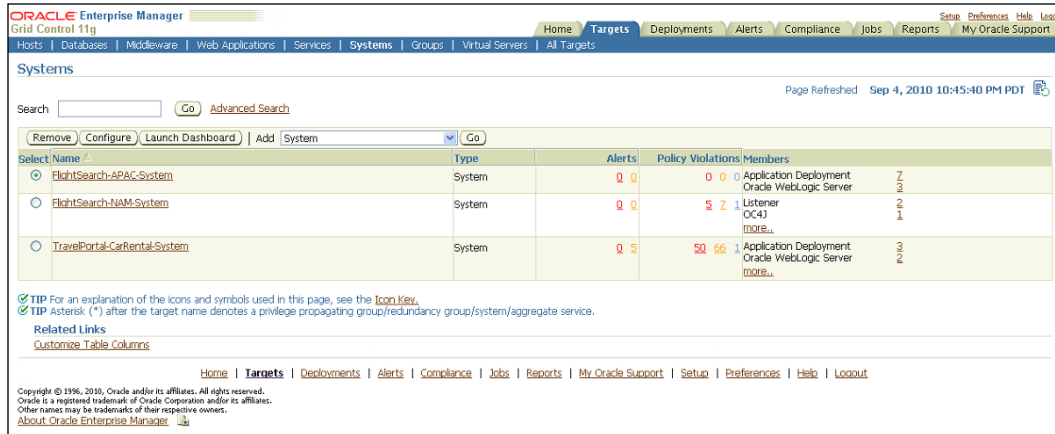 ORACLE Enterprise Manager
Grid Control 11g
Setup Preferences Help
Home Targets Deployments Alerts Compliance Jobs Reports My Oracle Support
Hosts | Databases | Middleware | Web Applications | Services | Systems | Groups | Virtual Servers | All Targets
Systems
Page Refreshed Sep 4, 2010 10:45:40 PM PDT
Search Go Advanced Search
Remove Configure Launch Dashboard | Add System Go
Select Name Type Alerts Policy Violations Members
FlightSearch-APAC-System System 0 0 0 0 0 Application Deployment 7
Oracle WebLogic Server 3
FlightSearch-NAM-System System 0 0 5 7 1 Listener 2
OC4J 1
more..
TravelPortal-CarRental-System System 0 5 50 66 1 Application Deployment 3
Oracle WebLogic Server 2
more..
TIP For an explanation of the icons and symbols used in this page, see the Icon Key.
TIP Asterisk (*) after the target name denotes a privilege propagating group/redundancy group/system/aggregate service.
Related Links
Customize Table Columns
Home | Targets | Deployments | Alerts | Compliance | Jobs | Reports | My Oracle Support | Setup | Preferences | Help | Logout
Copyright © 1996, 2010, Oracle and/or its affiliates. All rights reserved.
Oracle is a registered trademark of Oracle Corporation and/or its affiliates.
Other names may be trademarks of their respective owners.
About Oracle Enterprise Manager